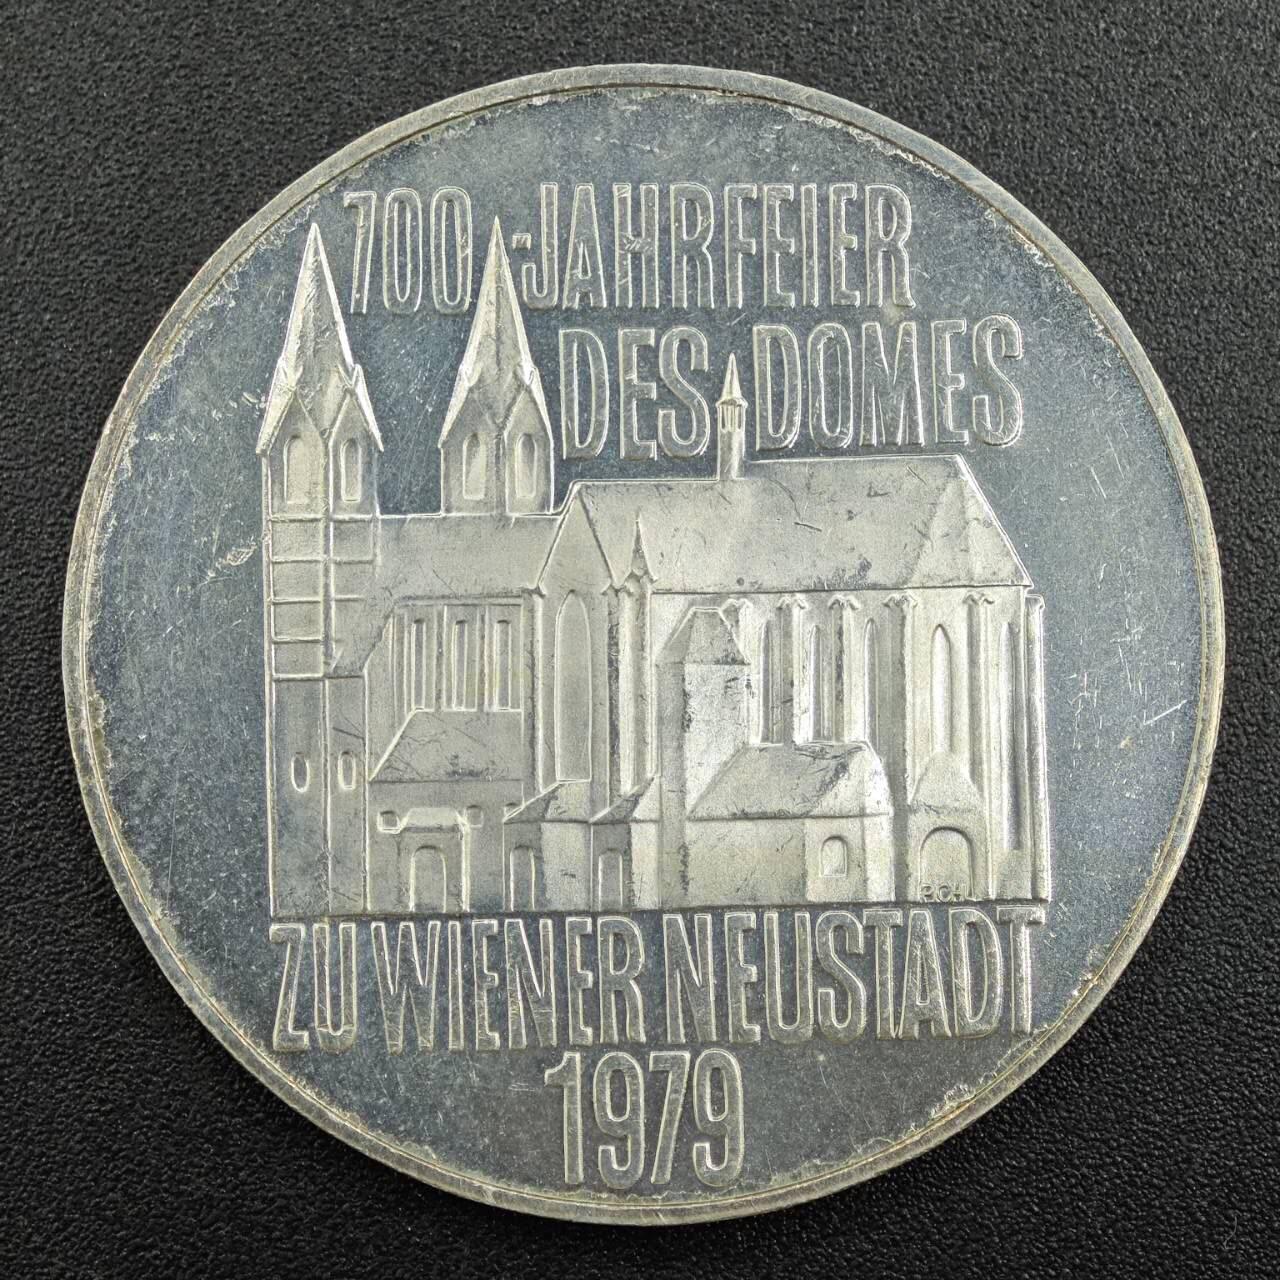 700-JAHRFEIER
DES DOMES
ZU WIENER NEUSTADT
1979